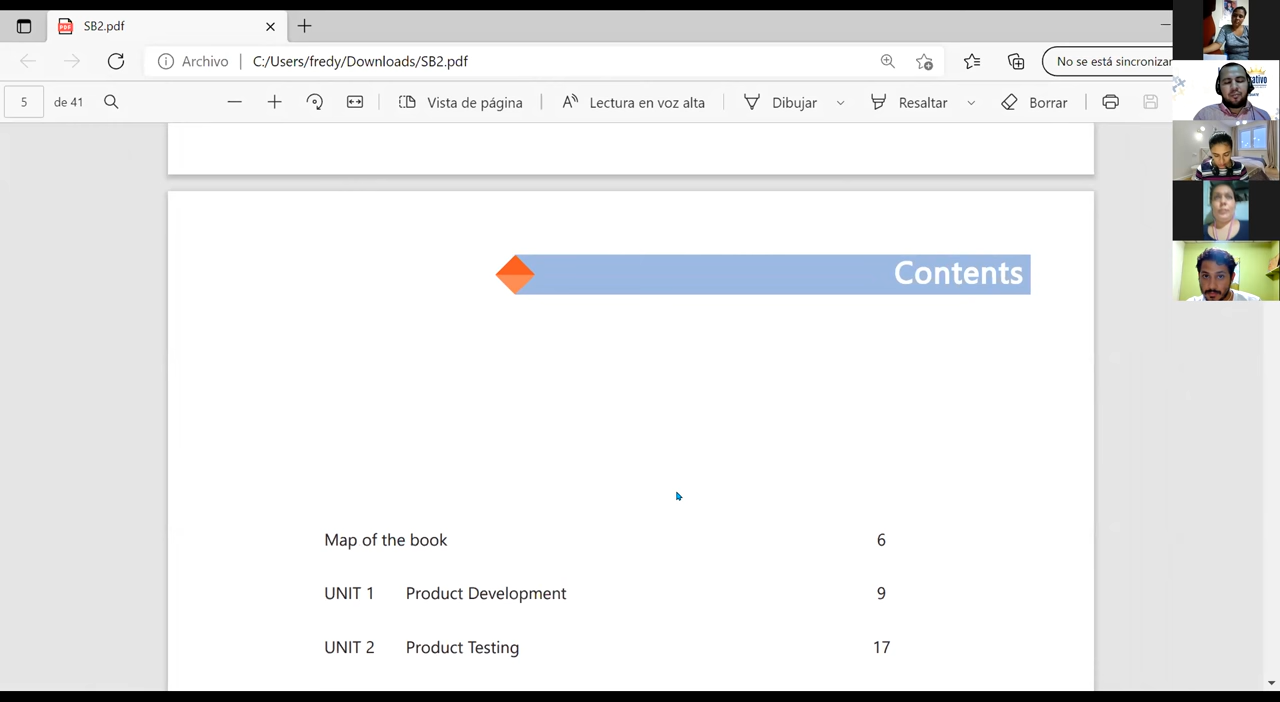 SB2.pdf
Archivo C:/Users/fredy/Downloads/SB2.pdf No se está sincronizar
5 de 41 Vista de página Lectura en voz alta Dibujar Resaltar Borrar
Contents
Map of the book 6
UNIT 1 Product Development 9
UNIT 2 Product Testing 17